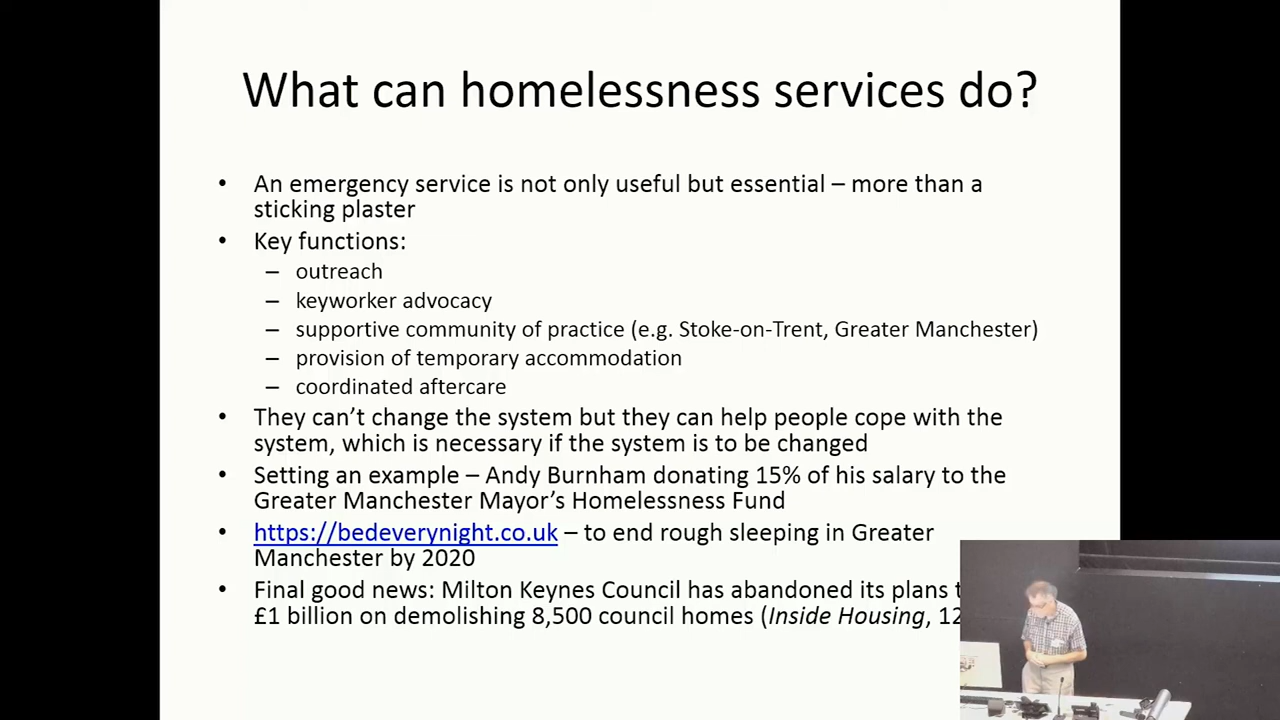 What can homelessness services do?
• An emergency service is not only useful but essential – more than a
sticking plaster
• Key functions:
– outreach
– keyworker advocacy
– supportive community of practice (e.g. Stoke-on-Trent, Greater Manchester)
– provision of temporary accommodation
– coordinated aftercare
• They can’t change the system but they can help people cope with the
system, which is necessary if the system is to be changed
• Setting an example – Andy Burnham donating 15% of his salary to the
Greater Manchester Mayor’s Homelessness Fund
• https://bedeverynight.co.uk – to end rough sleeping in Greater
Manchester by 2020
• Final good news: Milton Keynes Council has abandoned its plans
£1 billion on demolishing 8,500 council homes (Inside Housing, 12